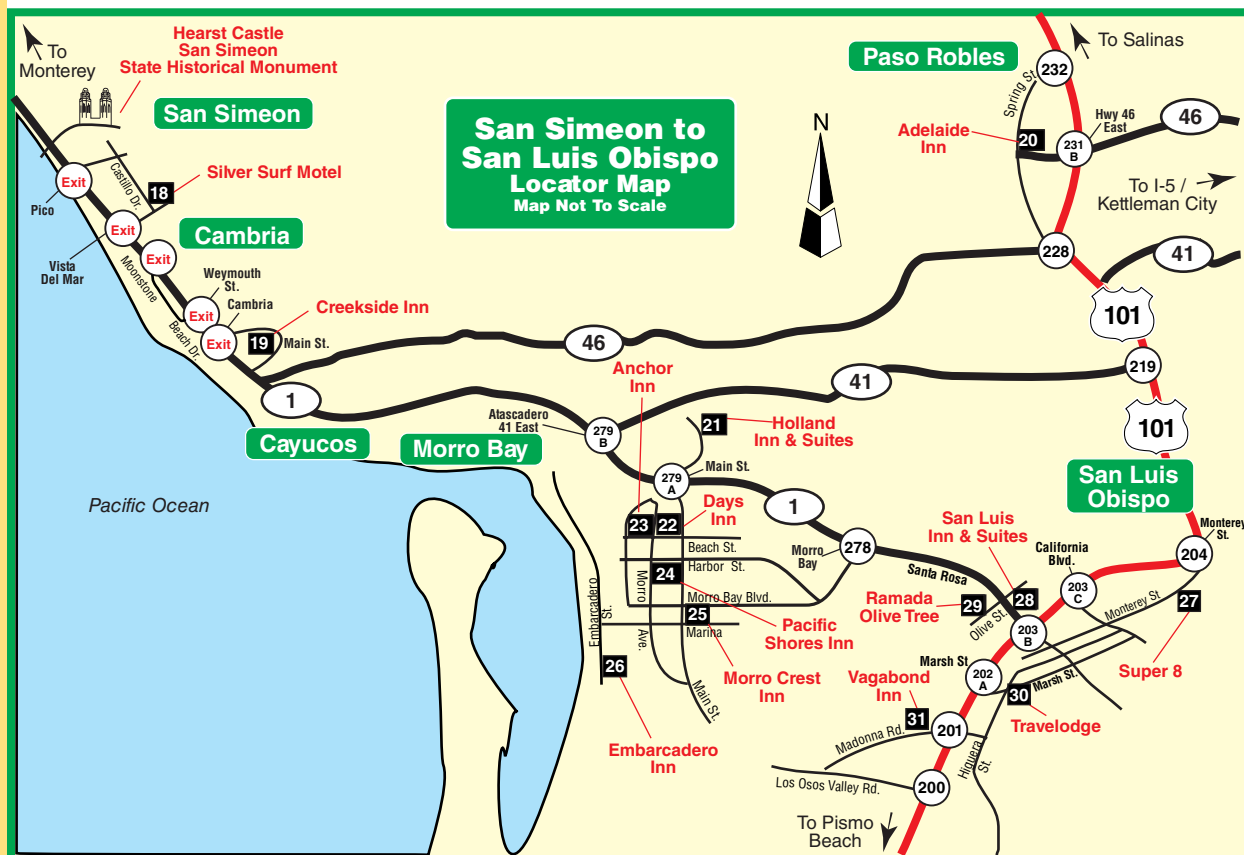 To
Monterey
Hearst Castle
San Simeon
State Historical Monument
San Simeon
Castillo Dr.
18
Silver Surf Motel
Exit
Pico
Exit
Vista
Del Mar
Cambria
Exit
Moonstone
Beach Dr.
Weymouth
St.
Exit
Cambria
Exit
19
Main St.
Creekside Inn
San Simeon to
San Luis Obispo
Locator Map
Map Not To Scale
N
Paso Robles
To Salinas
232
Spring St.
Adelaide
Inn
20
231
B
Hwy 46
East
46
To I-5 /
Kettleman City
228
41
101
46
219
41
101
1
Cayucos
Morro Bay
Atascadero
41 East
279
B
Anchor
Inn
21
Holland
Inn & Suites
279
A
Main St.
1
Pacific Ocean
23
22
Days
Inn
Beach St.
Harbor St.
24
Morro
Ave.
Morro Bay Blvd.
25
Marina
Pacific
Shores Inn
Embarcadero
St.
26
Embarcadero
Inn
Morro Crest
Inn
Main St.
Morro
Bay
278
Santa Rosa
San Luis
Inn & Suites
San Luis
Obispo
Monterey
St.
204
California
Blvd.
203
C
Ramada
Olive Tree
29
28
Olive St.
203
B
Monterey St
27
Super 8
Marsh St
202
A
Marsh St.
30
Travelodge
Vagabond
Inn
31
201
Madonna Rd.
Higuera
St.
Los Osos Valley Rd.
200
To Pismo
Beach